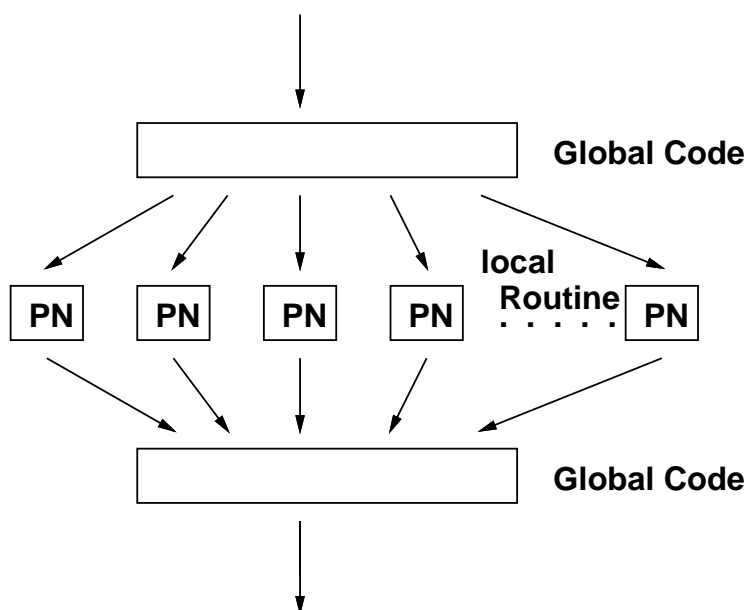 Global Code
local
Routine
PN PN PN PN . . . . . PN
Global Code